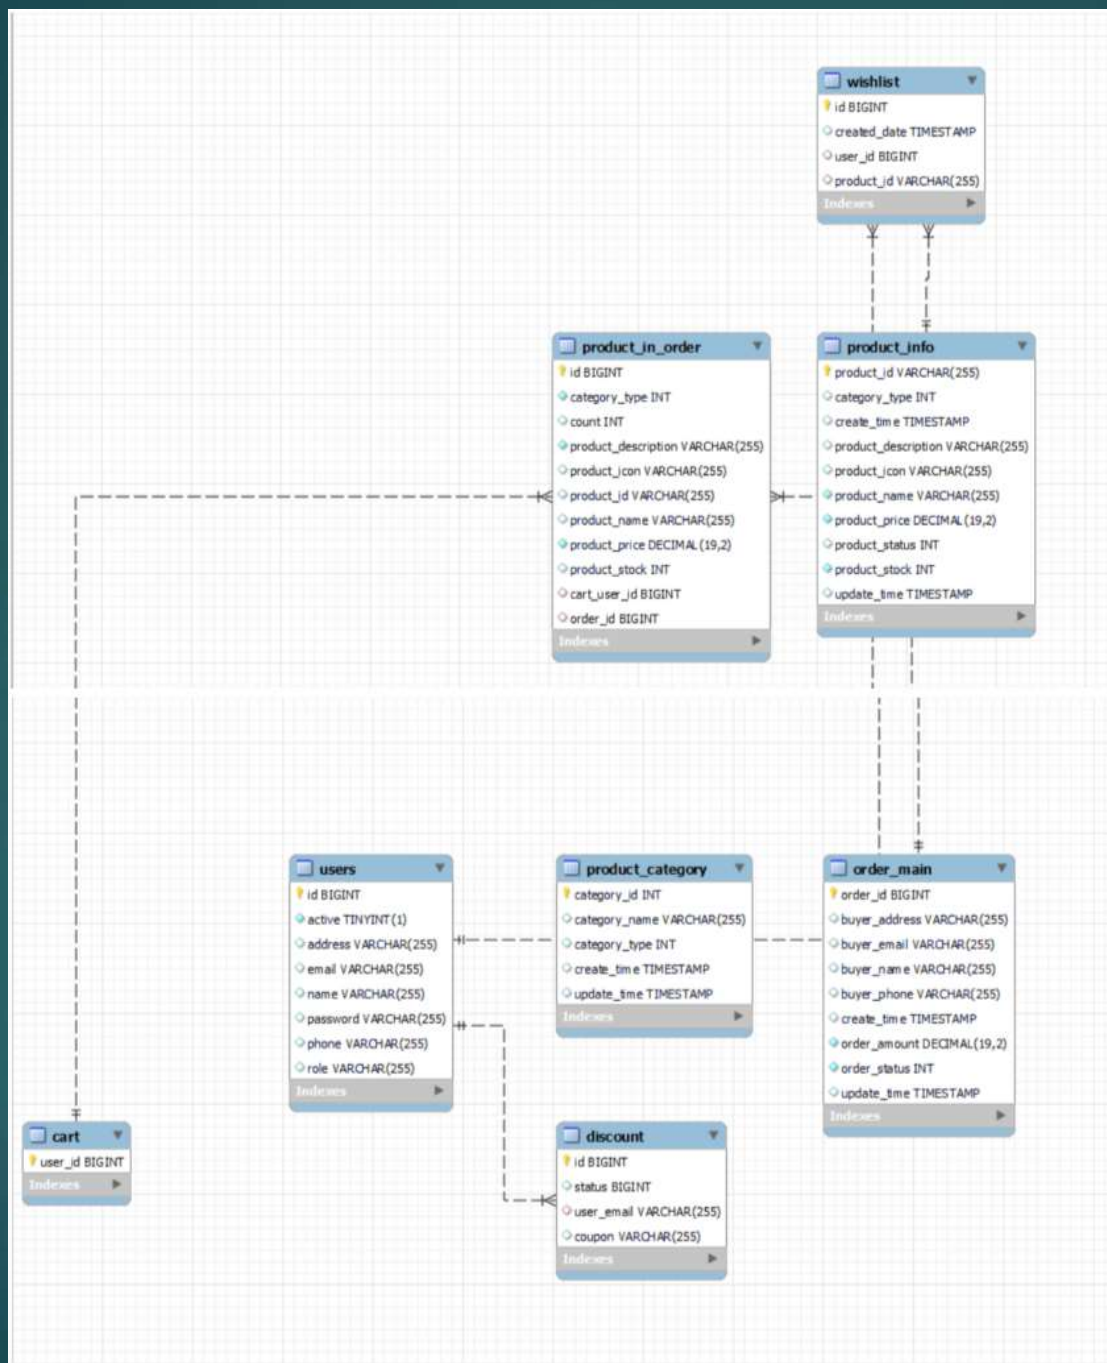 wishlist
id BIGINT
created_date TIMESTAMP
user_id BIGINT
product_id VARCHAR(255)
Indexes
product_in_order
id BIGINT
category_type INT
count INT
product_description VARCHAR(255)
product_icon VARCHAR(255)
product_id VARCHAR(255)
product_name VARCHAR(255)
product_price DECIMAL(19,2)
product_stock INT
cart_user_id BIGINT
order_id BIGINT
Indexes
product_info
product_id VARCHAR(255)
category_type INT
create_time TIMESTAMP
product_description VARCHAR(255)
product_icon VARCHAR(255)
product_name VARCHAR(255)
product_price DECIMAL(19,2)
product_status INT
product_stock INT
update_time TIMESTAMP
Indexes
users
id BIGINT
active TINYINT(1)
address VARCHAR(255)
email VARCHAR(255)
name VARCHAR(255)
password VARCHAR(255)
phone VARCHAR(255)
role VARCHAR(255)
Indexes
product_category
category_id INT
category_name VARCHAR(255)
category_type INT
create_time TIMESTAMP
update_time TIMESTAMP
Indexes
order_main
order_id BIGINT
buyer_address VARCHAR(255)
buyer_email VARCHAR(255)
buyer_name VARCHAR(255)
buyer_phone VARCHAR(255)
create_time TIMESTAMP
order_amount DECIMAL(19,2)
order_status INT
update_time TIMESTAMP
Indexes
cart
user_id BIGINT
Indexes
discount
id BIGINT
status BIGINT
user_email VARCHAR(255)
coupon VARCHAR(255)
Indexes